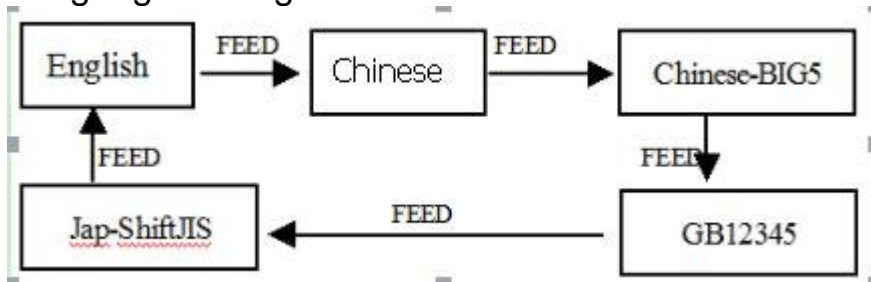 English
FEED
Chinese
FEED
Chinese-BIG5
FEED
FEED
Jap-ShiftJIS
FEED
GB12345